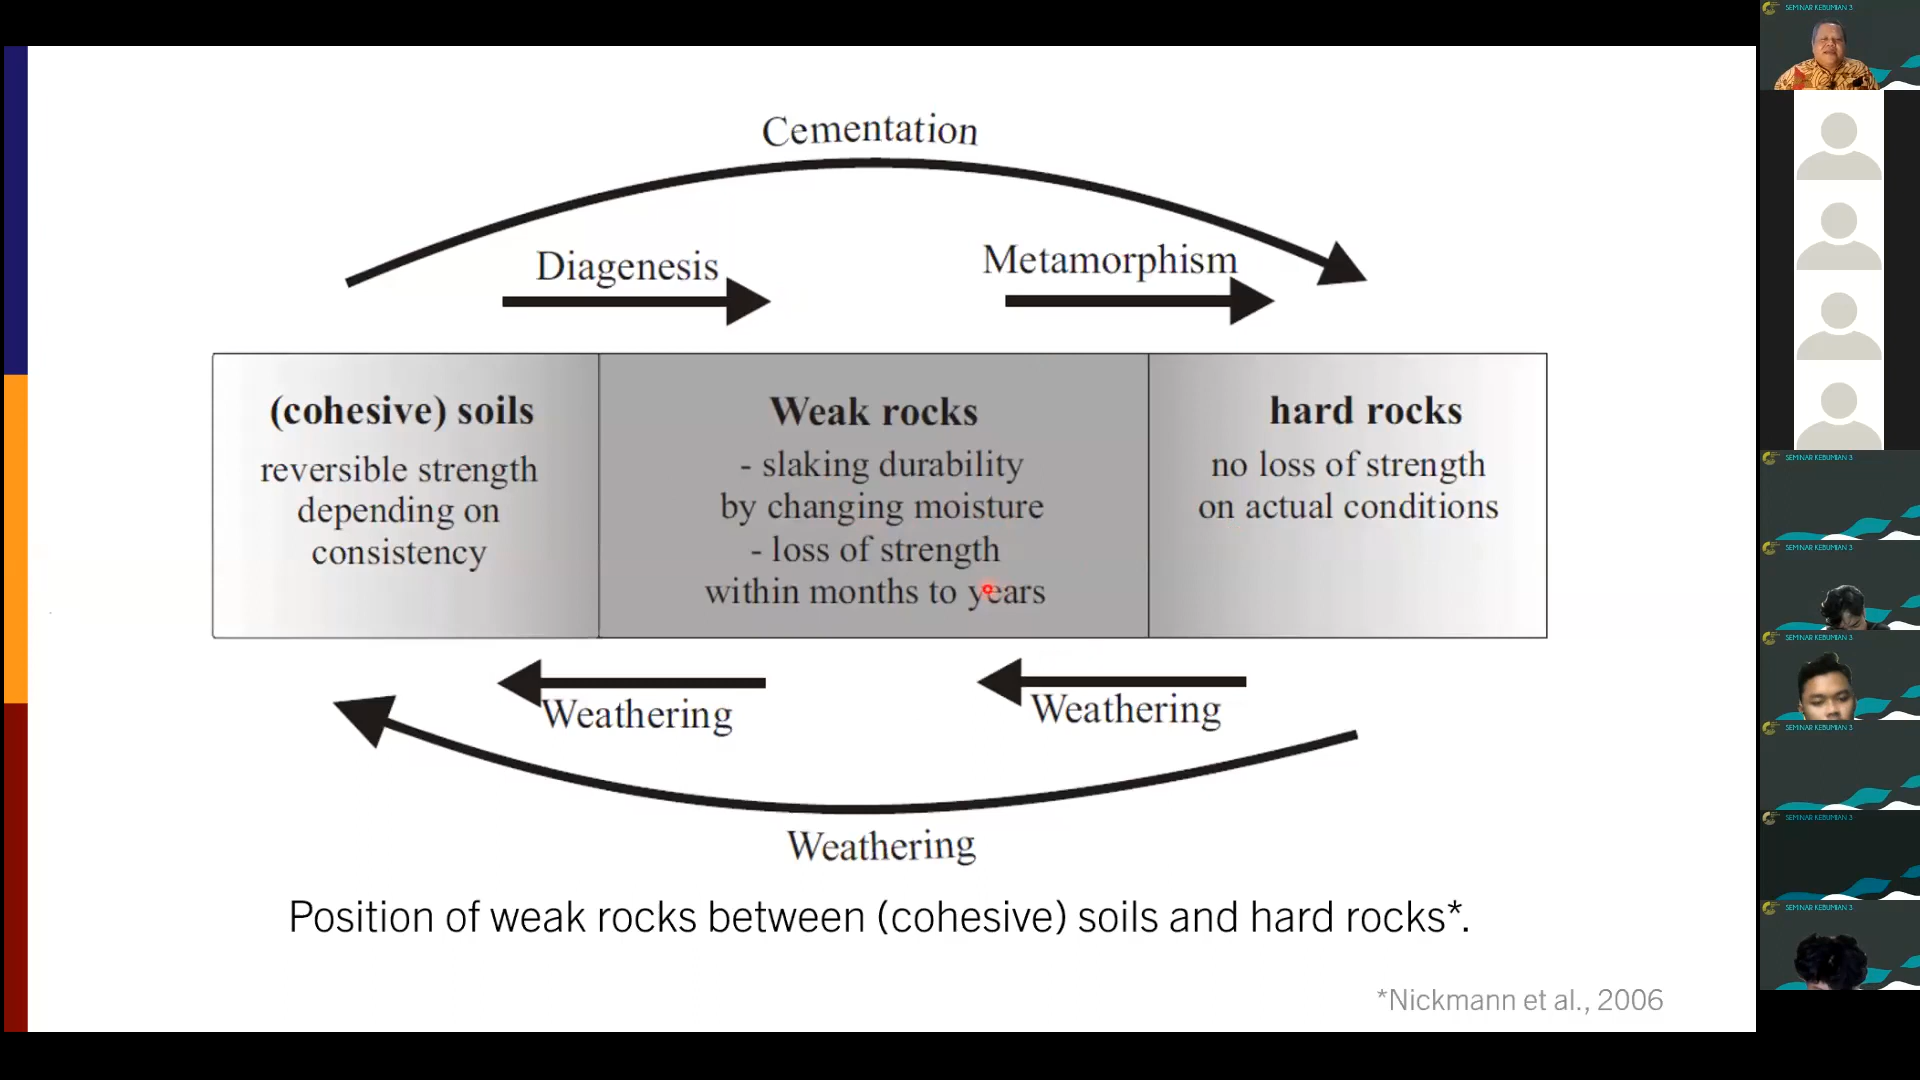 Cementation
Diagenesis
Metamorphism
(cohesive) soils
reversible strength
depending on
consistency
Weak rocks
- slaking durability
by changing moisture
- loss of strength
within months to years
hard rocks
no loss of strength
on actual conditions
Weathering
Weathering
Weathering
Position of weak rocks between (cohesive) soils and hard rocks*.
*Nickmann et al., 2006
SEMINAR KEBUMIAN 3
SEMINAR KEBUMIAN 3
SEMINAR KEBUMIAN 3
SEMINAR KEBUMIAN 3
SEMINAR KEBUMIAN 3
SEMINAR KEBUMIAN 3
SEMINAR KEBUMIAN 3